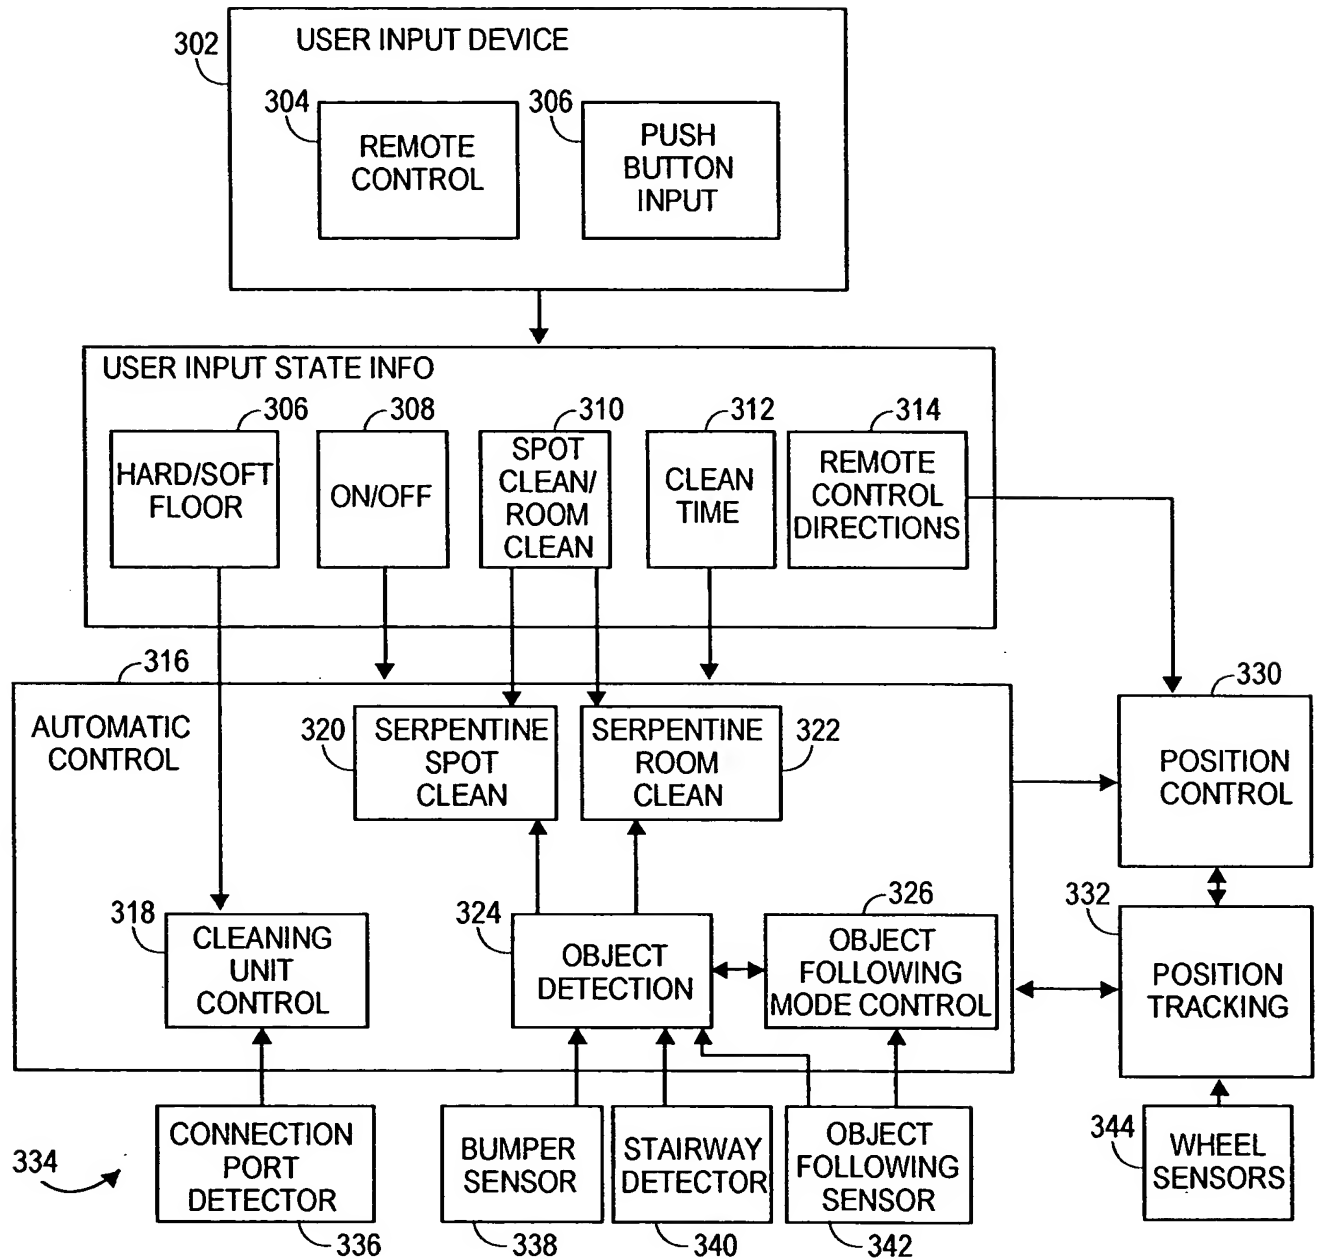 302
USER INPUT DEVICE
304
REMOTE
CONTROL
306
PUSH
BUTTON
INPUT
USER INPUT STATE INFO
306
HARD/SOFT
FLOOR
308
ON/OFF
310
SPOT
CLEAN/
ROOM
CLEAN
312
CLEAN
TIME
314
REMOTE
CONTROL
DIRECTIONS
316
AUTOMATIC
CONTROL
320
SERPENTINE
SPOT
CLEAN
SERPENTINE
ROOM
CLEAN
322
330
POSITION
CONTROL
318
CLEANING
UNIT
CONTROL
324
OBJECT
DETECTION
326
OBJECT
FOLLOWING
MODE CONTROL
332
POSITION
TRACKING
334
CONNECTION
PORT
DETECTOR
336
BUMPER
SENSOR
338
STAIRWAY
DETECTOR
340
OBJECT
FOLLOWING
SENSOR
342
344
WHEEL
SENSORS